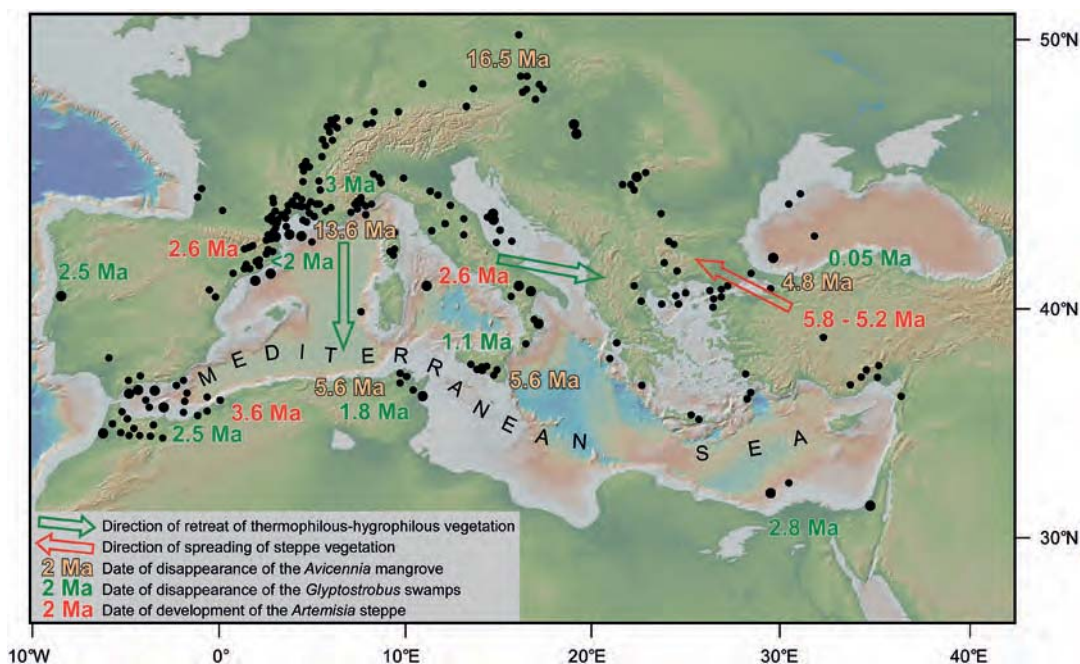 50°N
16.5 Ma
3 Ma
13.6 Ma
2.6 Ma
<2 Ma
2.5 Ma
2.6 Ma
0.05 Ma
4.8 Ma
40°N
5.8 - 5.2 Ma
1.1 Ma
MEDITERRANEAN SEA
5.6 Ma
5.6 Ma
3.6 Ma
1.8 Ma
2.5 Ma
2.8 Ma
30°N
Direction of retreat of thermophilous-hygrophilous vegetation
Direction of spreading of steppe vegetation
2 Ma Date of disappearance of the Avicennia mangrove
2 Ma Date of disappearance of the Glyptostrobus swamps
2 Ma Date of development of the Artemisia steppe
10°W 0° 10°E 20°E 30°E 40°E